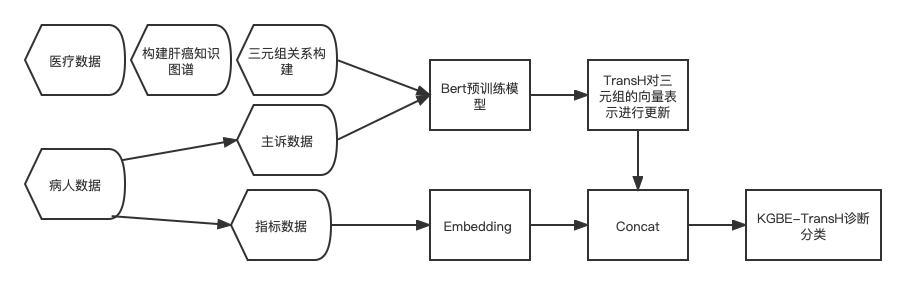 医疗数据
构建肝癌知识
图谱
三元组关系构
建
Bert预训练模
型
TransH对三
元组的向量表
示进行更新
主诉数据
病人数据
指标数据
Embedding
Concat
KGBE-TransH诊断
分类